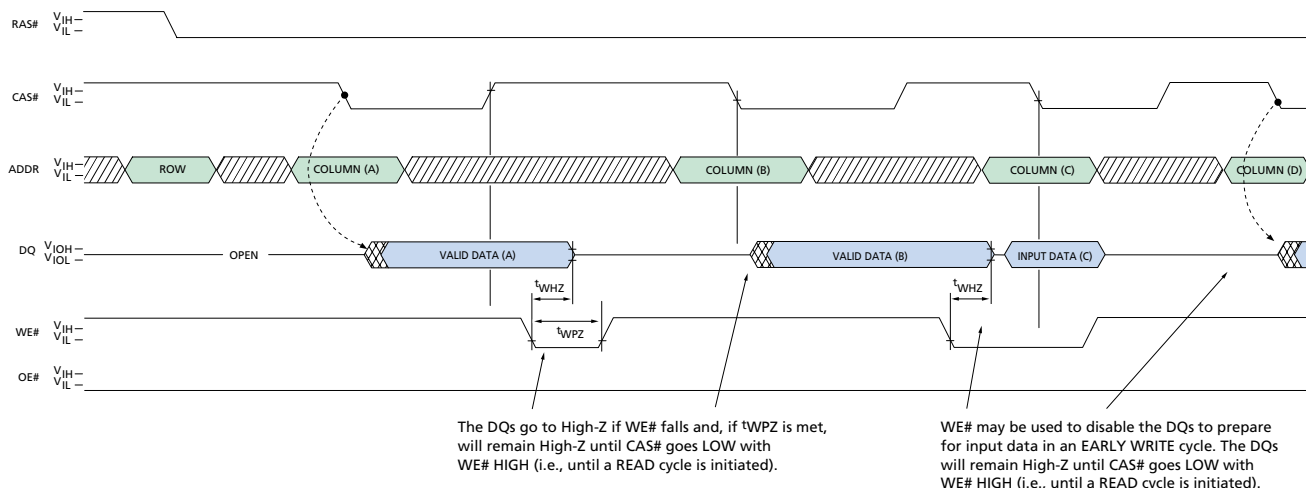 RAS# VIH
VIL
CAS# VIH
VIL
ADDR VIH
VIL
ROW COLUMN (A) COLUMN (B) COLUMN (C) COLUMN (D)
DQ VIOH
VIOL
OPEN VALID DATA (A) VALID DATA (B) INPUT DATA (C)
tWHZ tWHZ
tWPZ
WE# VIH
VIL
OE# VIH
VIL
The DQs go to High-Z if WE# falls and, if tWPZ is met,
will remain High-Z until CAS# goes LOW with
WE# HIGH (i.e., until a READ cycle is initiated).
WE# may be used to disable the DQs to prepare
for input data in an EARLY WRITE cycle. The DQs
will remain High-Z until CAS# goes LOW with
WE# HIGH (i.e., until a READ cycle is initiated).